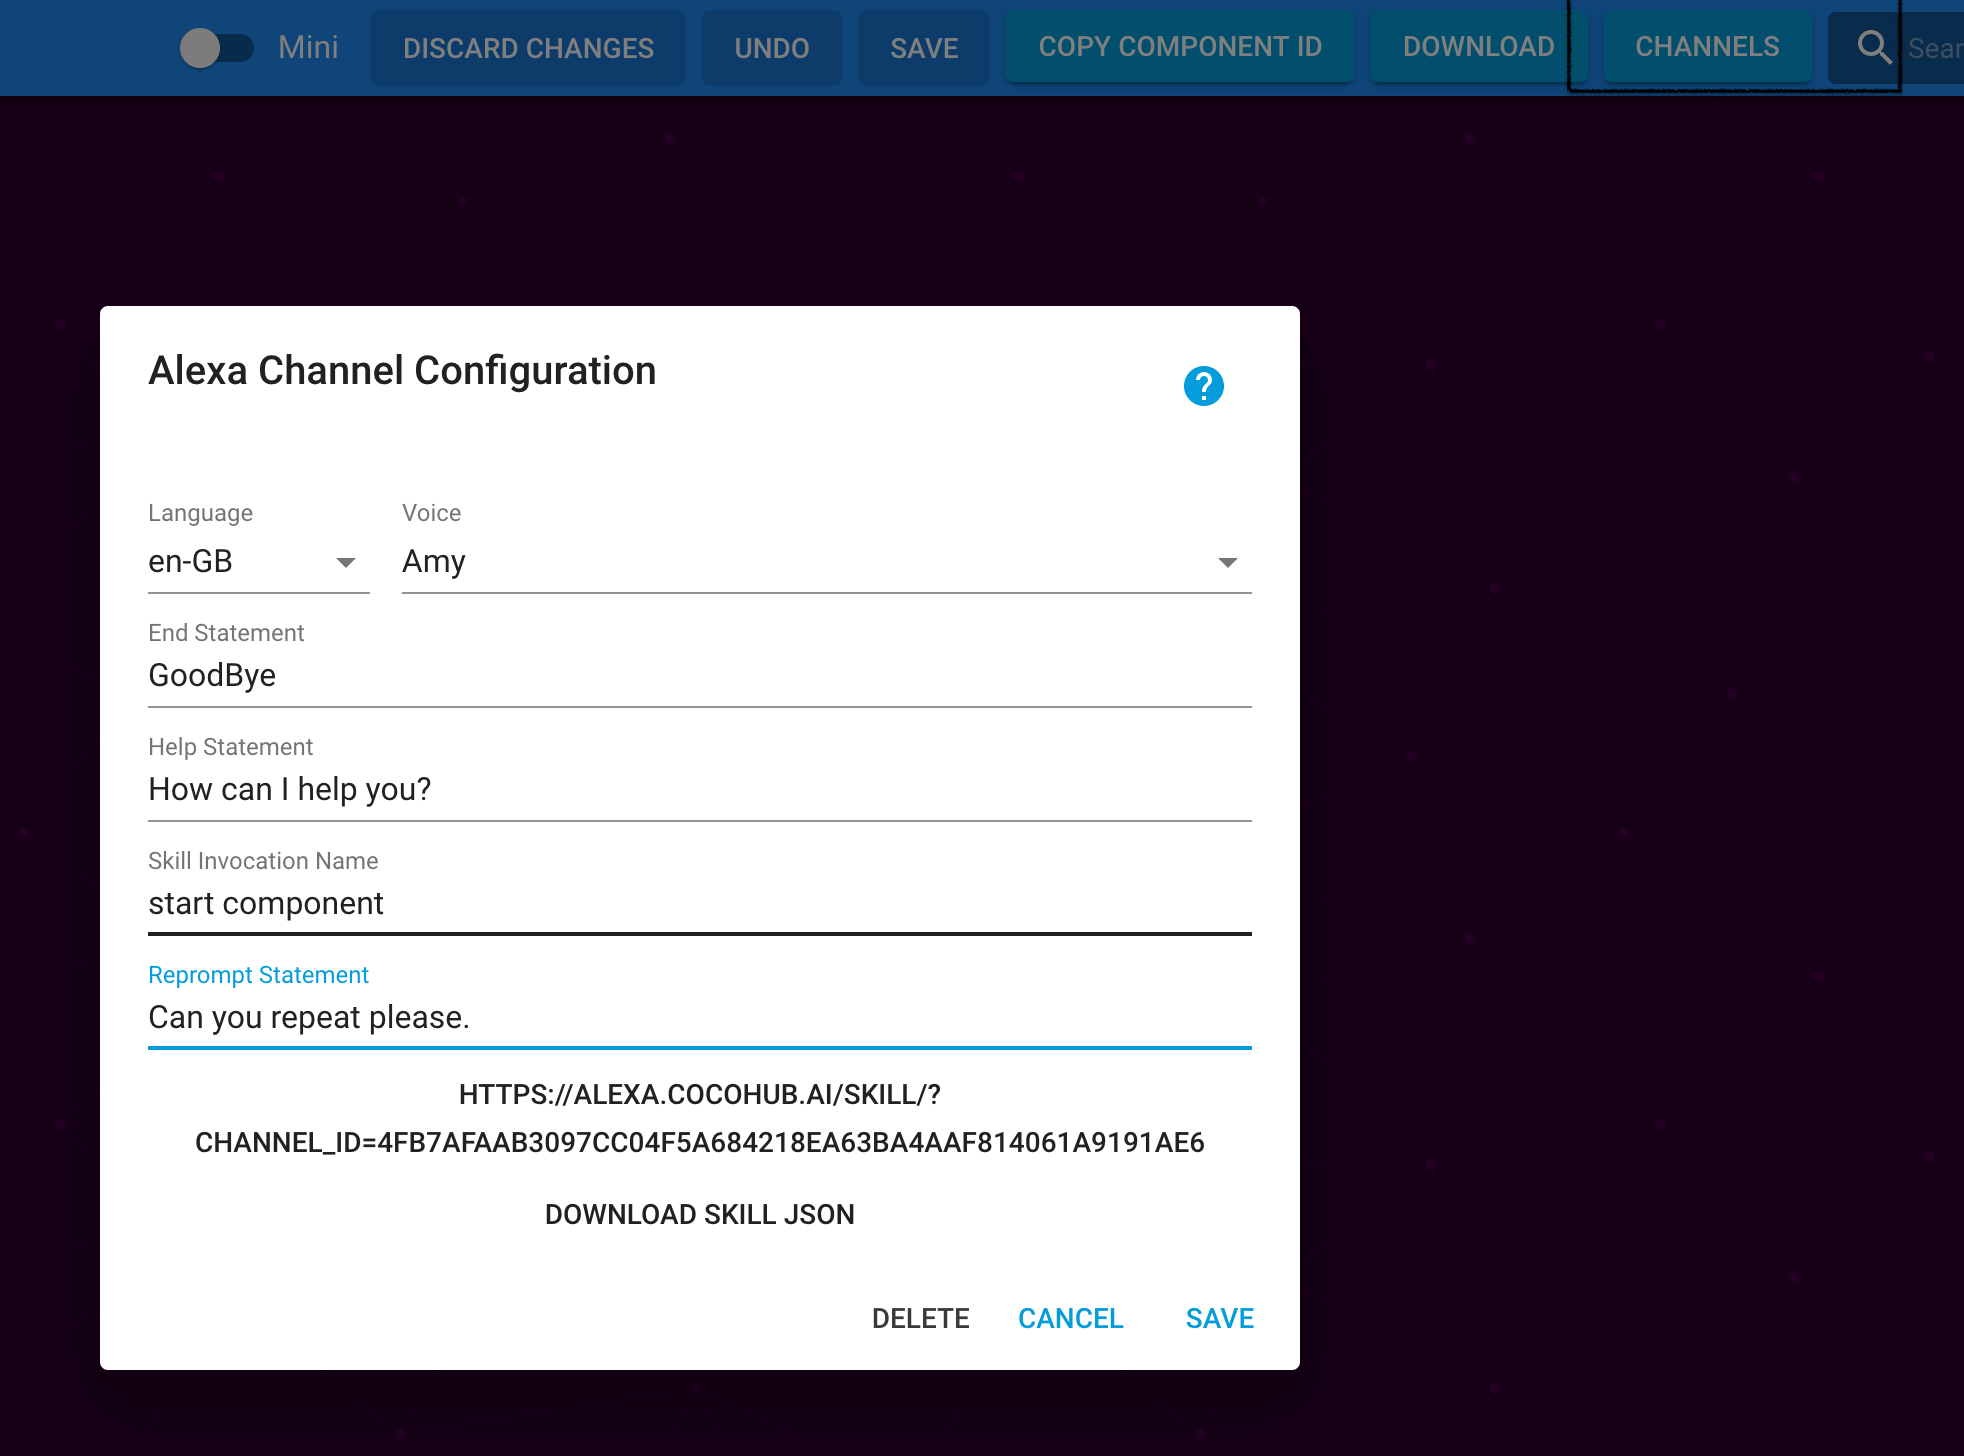 Mini DISCARD CHANGES UNDO SAVE COPY COMPONENT ID DOWNLOAD CHANNELS
Alexa Channel Configuration
?
Language Voice
en-GB Amy
End Statement
GoodBye
Help Statement
How can I help you?
Skill Invocation Name
start component
Reprompt Statement
Can you repeat please.
HTTPS://ALEXA.COCOHUB.AI/SKILL/?
CHANNEL_ID=4FB7AFAAB3097CC04F5A684218EA63BA4AAF814061A9191AE6
DOWNLOAD SKILL JSON
DELETE CANCEL SAVE